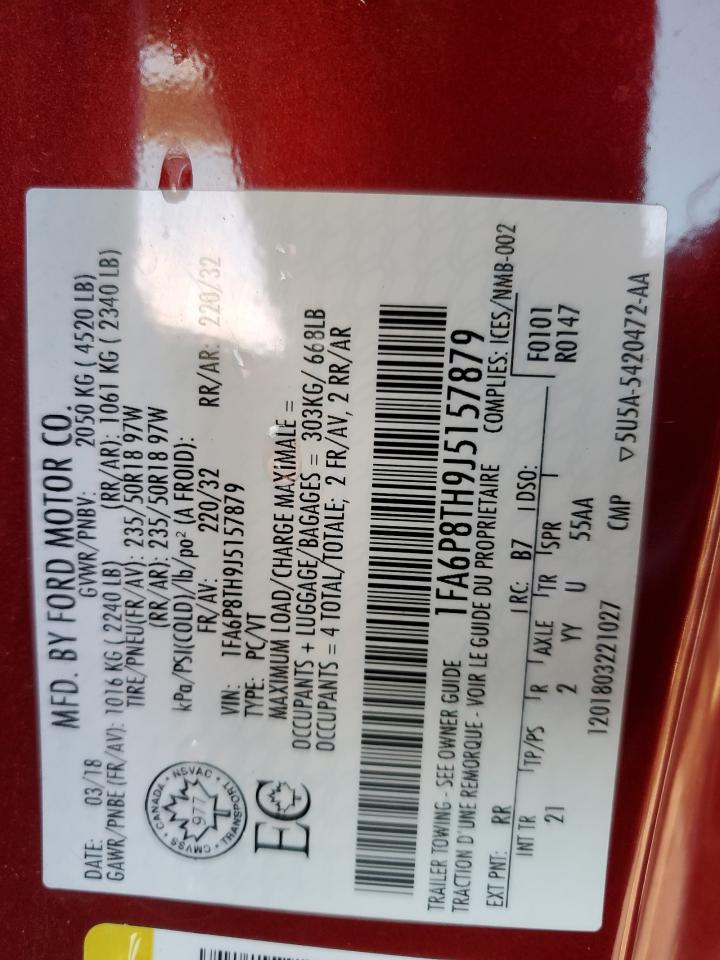 MFD. BY FORD MOTOR CO.
DATE: 03/18 GVWR/PNBV: 2050 KG ( 4520 LB)
GAWR/PNBE (FR/AV): 1016 KG ( 2240 LB) (RR/AR): 1061 KG ( 2340 LB)
TIRE/PNEU(FR/AV): 235/50R18 97W
(RR/AR): 235/50R18 97W
kPa/PSI(COLD)/lb/po² (A FROID):
FR/AV: 220/32 RR/AR: 220/32
VIN: 1FA6P8TH9J5157879
TYPE: PC/VT
MAXIMUM LOAD/CHARGE MAXIMALE =
OCCUPANTS + LUGGAGE/BAGAGES = 303KG/ 668LB
OCCUPANTS = 4 TOTAL/TOTALE; 2 FR/AV, 2 RR/AR
CANADA • NSVAC • TRANSPORT • CMVSS •
977
EC
1FA6P8TH9J5157879
TRAILER TOWING - SEE OWNER GUIDE
TRACTION D'UNE REMORQUE - VOIR LE GUIDE DU PROPRIETAIRE COMPLIES: ICES/NMB-002
EXT PNT: RR RC: B7 DSO: F0101
INT TR TP/PS R AXLE TR SPR R0147
21 2 YY U 55AA
1201803221027 CMP ▽5U5A-5420472-AA